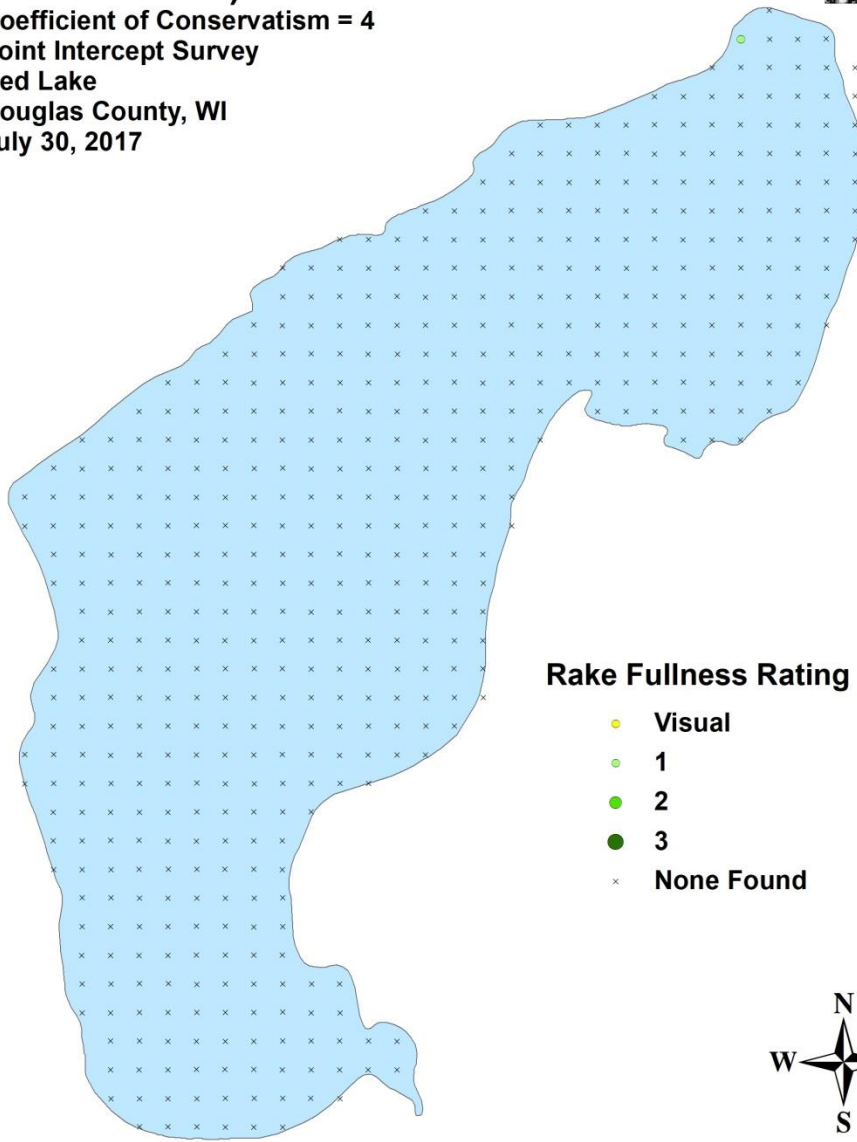 oefficient of Conservatism = 4
oint Intercept Survey
ed Lake
ouglas County, WI
uly 30, 2017
Rake Fullness Rating
Visual
1
2
3
None Found
N
W
S